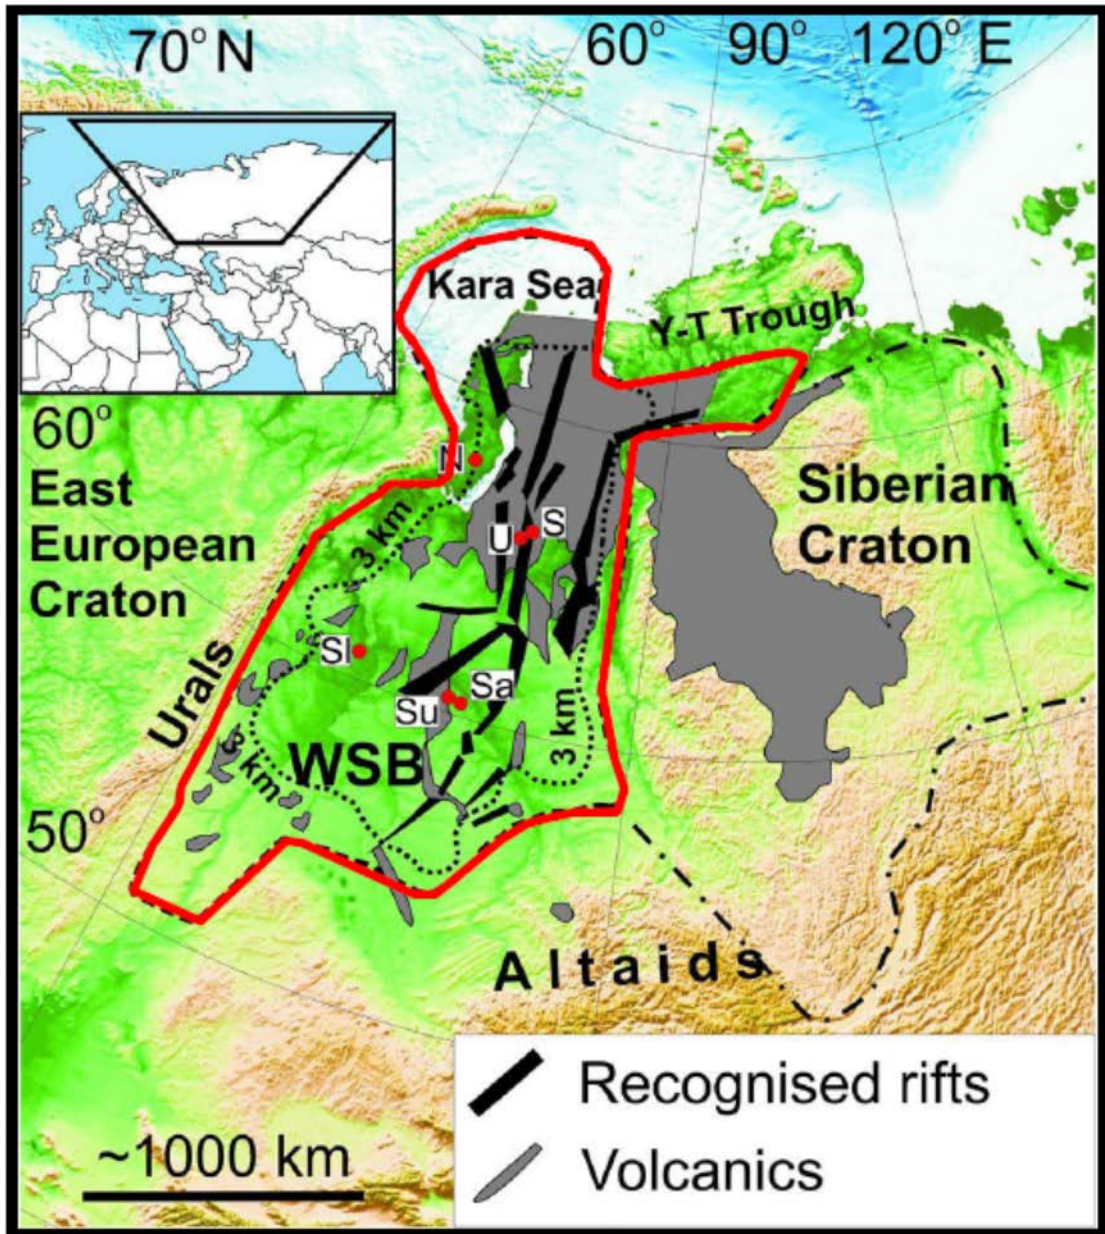 70° N
60°
90°
120° E
Kara Sea
Y-T Trough
60°
East
European
Craton
Siberian
Craton
N
3 km
U
S
Urals
Sl
Sa
Su
3 km
3 km
WSB
50°
Altaids
Recognised rifts
~1000 km
Volcanics